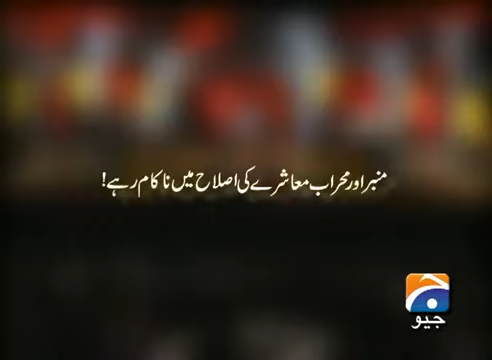 منبر اور محراب معاشرے کی اصلاح میں ناکام رہے!
جیو